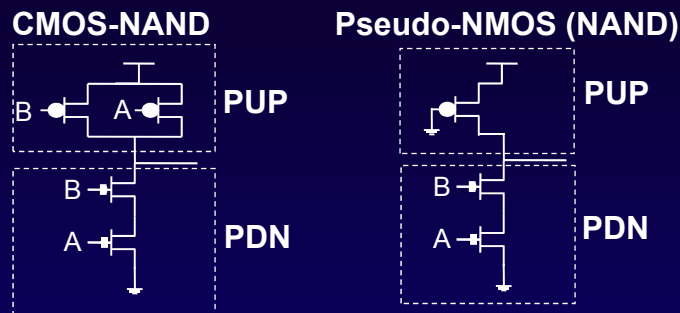 CMOS-NAND
Pseudo-NMOS (NAND)
B
A
PUP
PUP
B
A
PDN
B
A
PDN